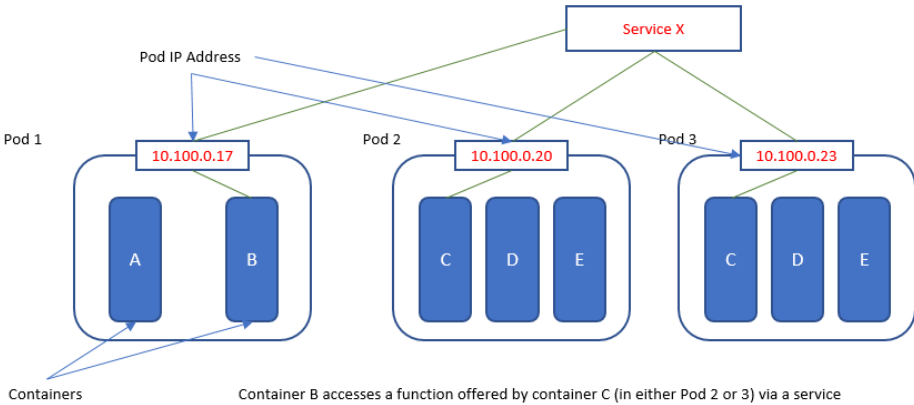 Service X
Pod IP Address
Pod 1
Pod 2
Pod 3
10.100.0.17
10.100.0.20
10.100.0.23
A
B
C
D
E
C
D
E
Containers
Container B accesses a function offered by container C (in either Pod 2 or 3) via a service